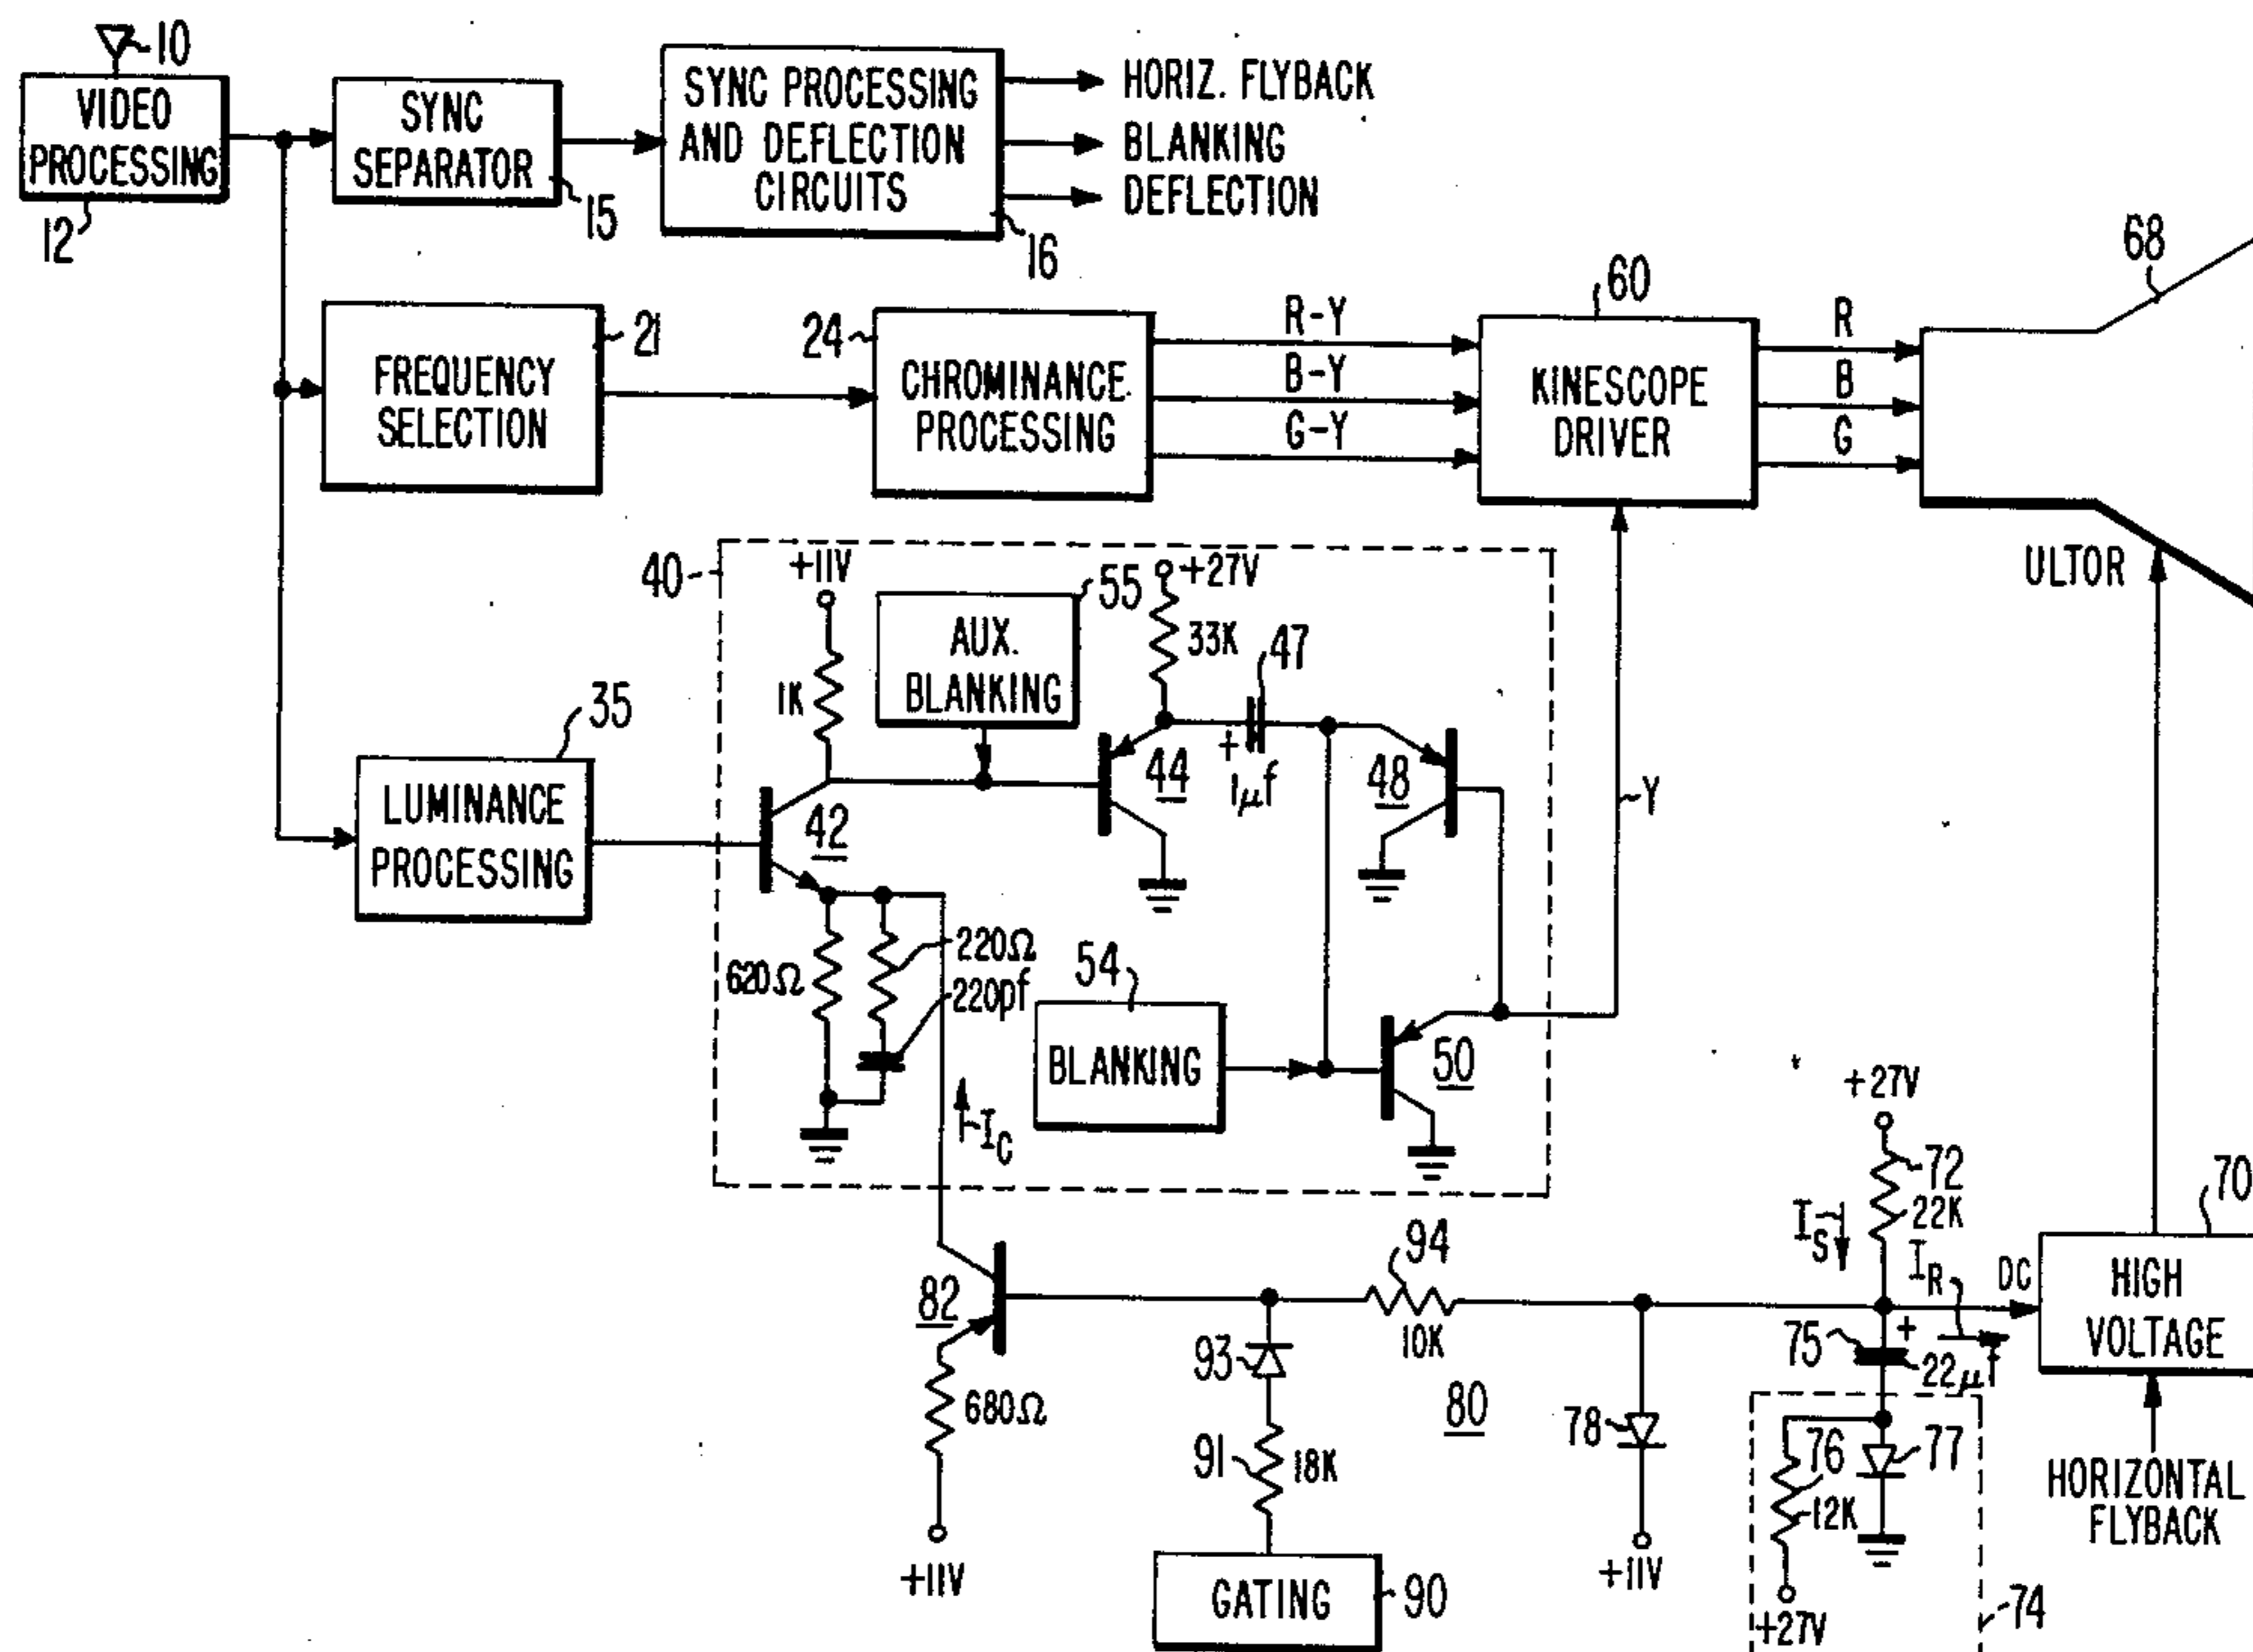 10
VIDEO
PROCESSING
12
SYNC
SEPARATOR
15
SYNC PROCESSING
AND DEFLECTION
CIRCUITS
16
HORIZ. FLYBACK
BLANKING
DEFLECTION
FREQUENCY
SELECTION
21
24
CHROMINANCE
PROCESSING
R-Y
B-Y
G-Y
60
KINESCOPE
DRIVER
R
B
G
68
ULTOR
40
+11V
1K
AUX.
BLANKING
55
+27V
33K
47
+
1µf
44
48
Y
35
LUMINANCE
PROCESSING
42
620Ω
220Ω
220pf
54
BLANKING
50
IC
82
680Ω
+11V
93
91
18K
GATING
90
94
10K
80
78
+11V
+27V
72
22K
IS
IR
DC
75
+
22µf
76
12K
+27V
77
74
70
HIGH
VOLTAGE
HORIZONTAL
FLYBACK